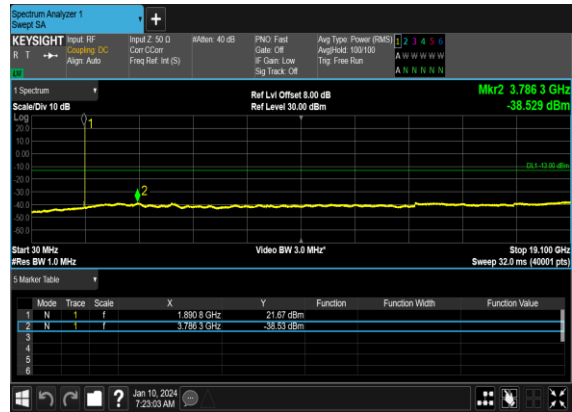 Spectrum Analyzer 1
Swept SA
KEYSIGHT Input: RF Input Z: 50 Ω #Atten: 40 dB PNO: Fast Avg Type: Power (RMS) 1 2 3 4 5 6
R T Coupling: DC Corr CCorr Gate: Off Avg|Hold: 100/100 A W W W W W
Align: Auto Freq Ref: Int (S) IF Gain: Low Trig: Free Run
Sig Track: Off A N N N N N
1 Spectrum Ref Lvl Offset 8.00 dB Mkr2 3.786 3 GHz
Scale/Div 10 dB Ref Level 30.00 dBm -38.529 dBm
Log
1
20.0
10.0
0.00
-10.0 DL1 -13.00 dBm
-20.0
-30.0 2
-40.0
-50.0
-60.0
Start 30 MHz Video BW 3.0 MHz* Stop 19.100 GHz
#Res BW 1.0 MHz Sweep 32.0 ms (40001 pts)
5 Marker Table
Mode Trace Scale X Y Function Function Width Function Value
1 N 1 f 1.890 8 GHz 21.67 dBm
2 N 1 f 3.786 3 GHz -38.53 dBm
3
4
5
6
? Jan 10, 2024
7:23:03 AM